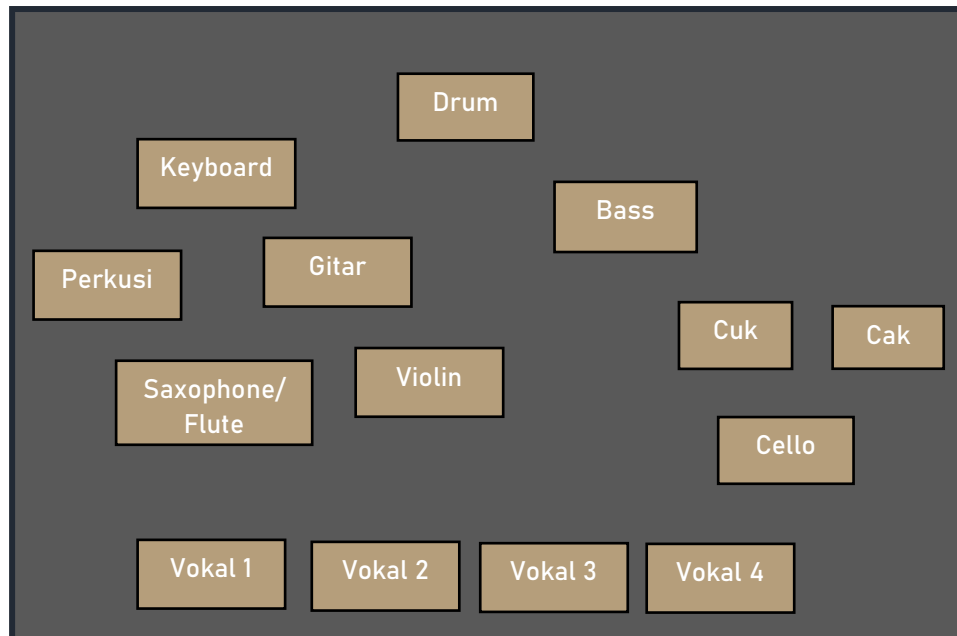 Drum
Keyboard
Bass
Gitar
Perkusi
Cuk
Cak
Violin
Saxophone/
Flute
Cello
Vokal 1
Vokal 2
Vokal 3
Vokal 4